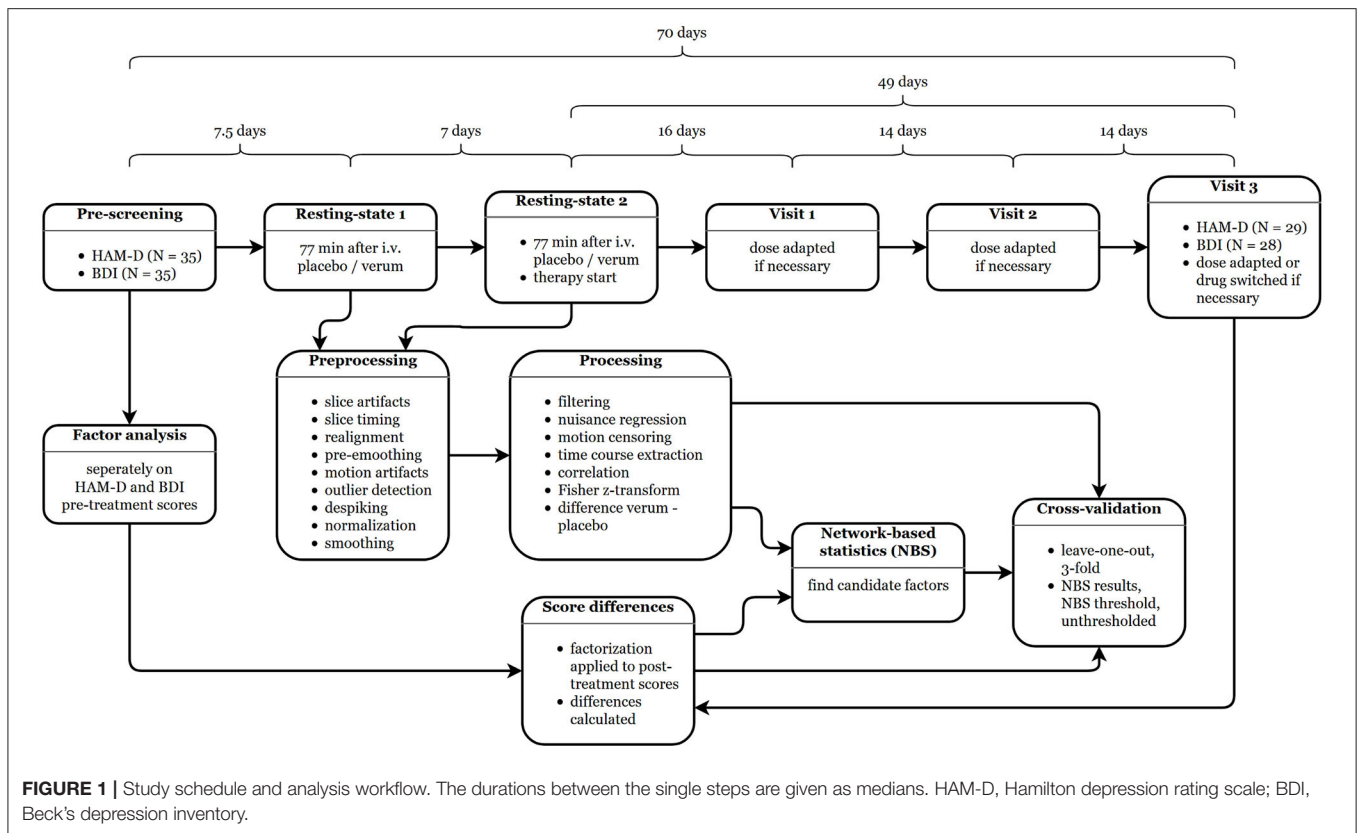 70 days
49 days
7.5 days
7 days
16 days
14 days
14 days
Pre-screening
• HAM-D (N = 35)
• BDI (N = 35)
Resting-state 1
77 min after i.v.
placebo / verum
Resting-state 2
• 77 min after i.v.
placebo / verum
• therapy start
Visit 1
dose adapted
if necessary
Visit 2
dose adapted
if necessary
Visit 3
• HAM-D (N = 29)
• BDI (N = 28)
• dose adapted or
drug switched if
necessary
Factor analysis
seperately on
HAM-D and BDI
pre-treatment scores
Preprocessing
• slice artifacts
• slice timing
• realignment
• pre-emoothing
• motion artifacts
• outlier detection
• despiking
• normalization
• smoothing
Processing
• filtering
• nuisance regression
• motion censoring
• time course extraction
• correlation
• Fisher z-transform
• difference verum -
placebo
Network-based
statistics (NBS)
find candidate factors
Cross-validation
• leave-one-out,
3-fold
• NBS results,
NBS threshold,
unthresholded
Score differences
• factorization
applied to post-
treatment scores
• differences
calculated
FIGURE 1 | Study schedule and analysis workflow. The durations between the single steps are given as medians. HAM-D, Hamilton depression rating scale; BDI,
Beck's depression inventory.